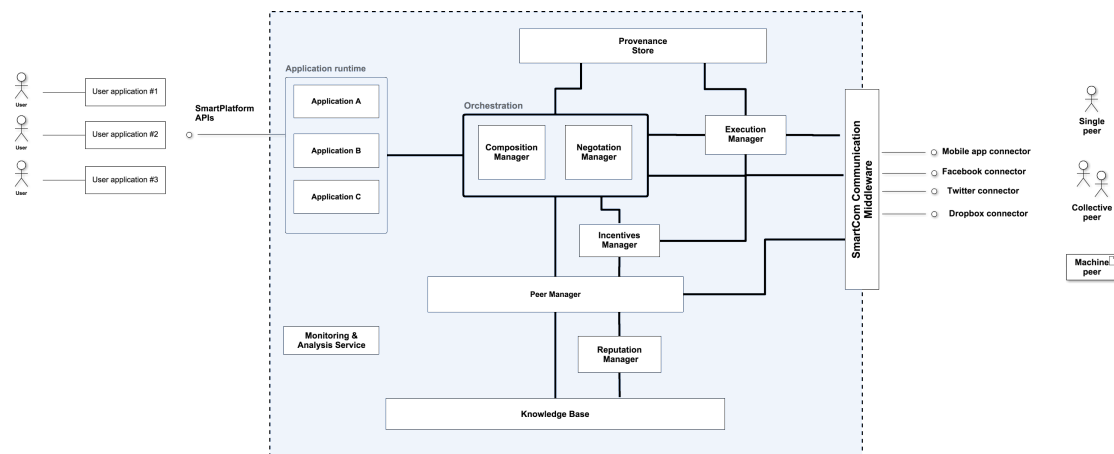 Provenance
Store
Application runtime
Application A
Application B
Application C
User
User
User
User application #1
User application #2
User application #3
SmartPlatform
APIs
Orchestration
Composition
Manager
Negotation
Manager
Execution
Manager
Incentives
Manager
Peer Manager
Monitoring &
Analysis Service
Reputation
Manager
Knowledge Base
SmartCom Communication
Middleware
Mobile app connector
Facebook connector
Twitter connector
Dropbox connector
Single
peer
Collective
peer
Machine
peer